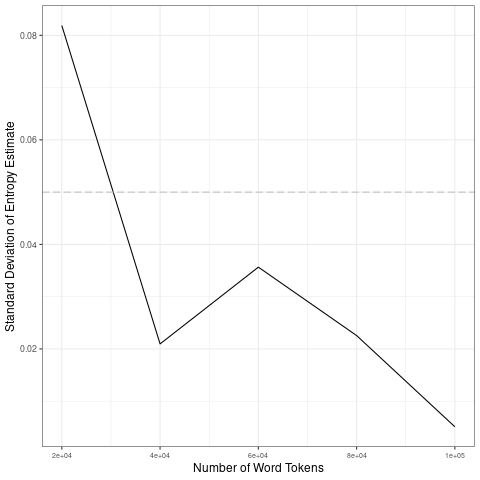 Standard Deviation of Entropy Estimate
0.08
0.06
0.04
0.02
2e+04 4e+04 6e+04 8e+04 1e+05
Number of Word Tokens